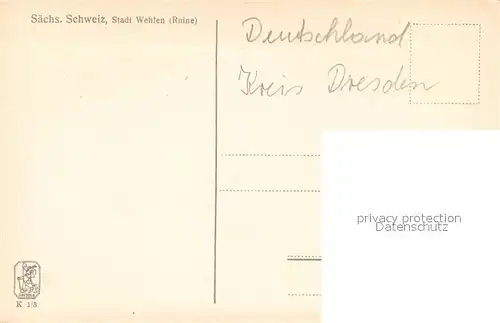 Sächs. Schweiz, Stadt Wehlen (Ruine)
Deutschland
Kreis Dresden
privacy protection
Datenschutz
K 1/3